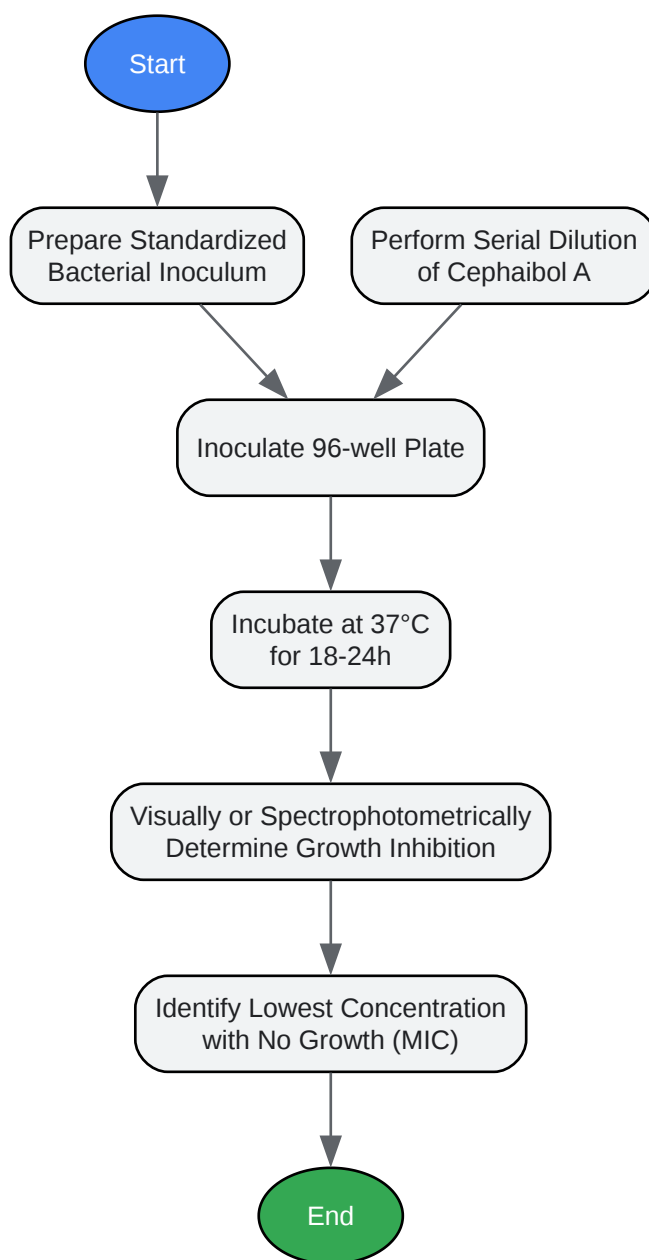 Start
Prepare Standardized
Bacterial Inoculum
Perform Serial Dilution
of Cephaibol A
Inoculate 96-well Plate
Incubate at 37°C
for 18-24h
Visually or Spectrophotometrically
Determine Growth Inhibition
Identify Lowest Concentration
with No Growth (MIC)
End